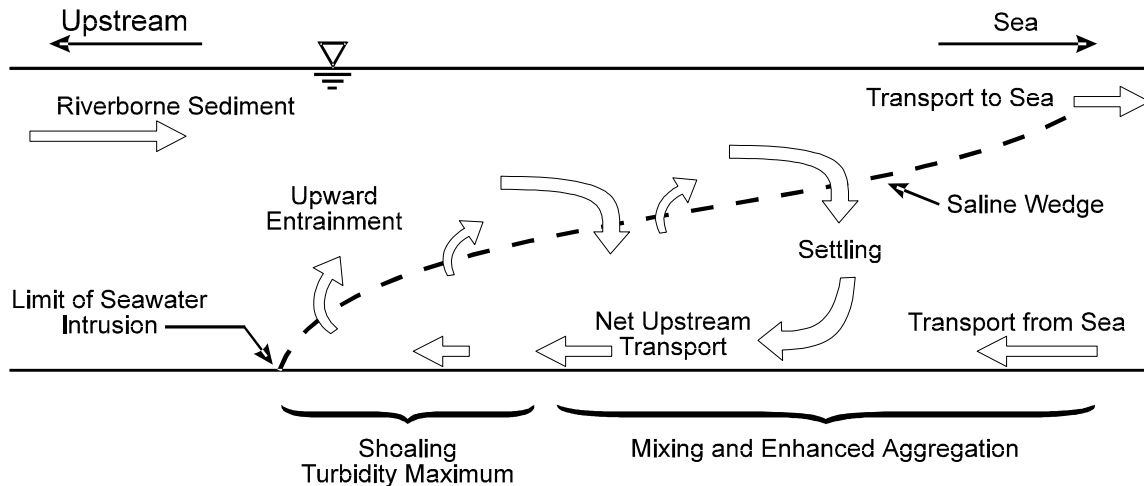 Upstream
Sea
Riverborne Sediment
Transport to Sea
Upward
Entrainment
Saline Wedge
Settling
Limit of Seawater
Intrusion
Net Upstream
Transport
Transport from Sea
Shoaling
Turbidity Maximum
Mixing and Enhanced Aggregation